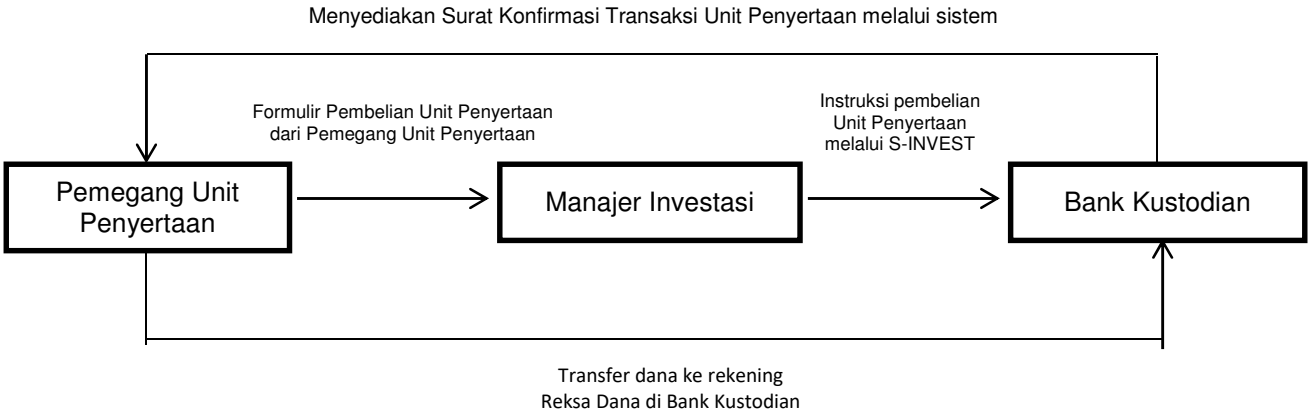 Menyediakan Surat Konfirmasi Transaksi Unit Penyertaan melalui sistem
Formulir Pembelian Unit Penyertaan
dari Pemegang Unit Penyertaan
Instruksi pembelian
Unit Penyertaan
melalui S-INVEST
Pemegang Unit
Penyertaan
Manajer Investasi
Bank Kustodian
Transfer dana ke rekening
Reksa Dana di Bank Kustodian